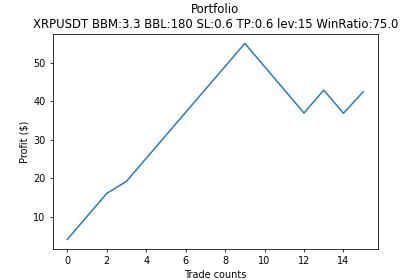 Portfolio
XRPUSDT BBM:3.3 BBL:180 SL:0.6 TP:0.6 lev:15 WinRatio:75.0
Profit ($)
50
40
30
20
10
0 2 4 6 8 10 12 14
Trade counts